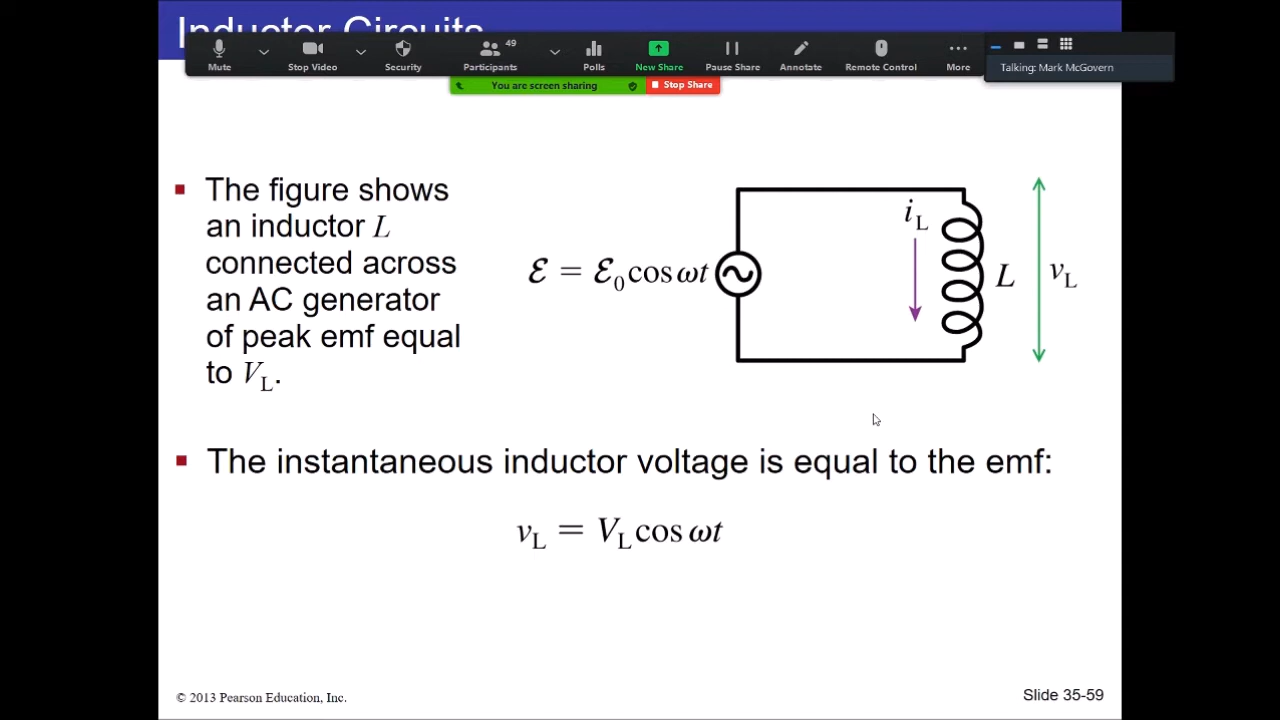 Inductor Circuits
49
Mute
Stop Video
Security
Participants
Polls
New Share
Pause Share
Annotate
Remote Control
More
Talking: Mark McGovern
You are screen sharing
Stop Share
▪ The figure shows
an inductor L
connected across
an AC generator
of peak emf equal
to V_L.
ℰ = ℰ₀ cos ωt
i_L
L
v_L
▪ The instantaneous inductor voltage is equal to the emf:
v_L = V_L cos ωt
© 2013 Pearson Education, Inc.
Slide 35-59